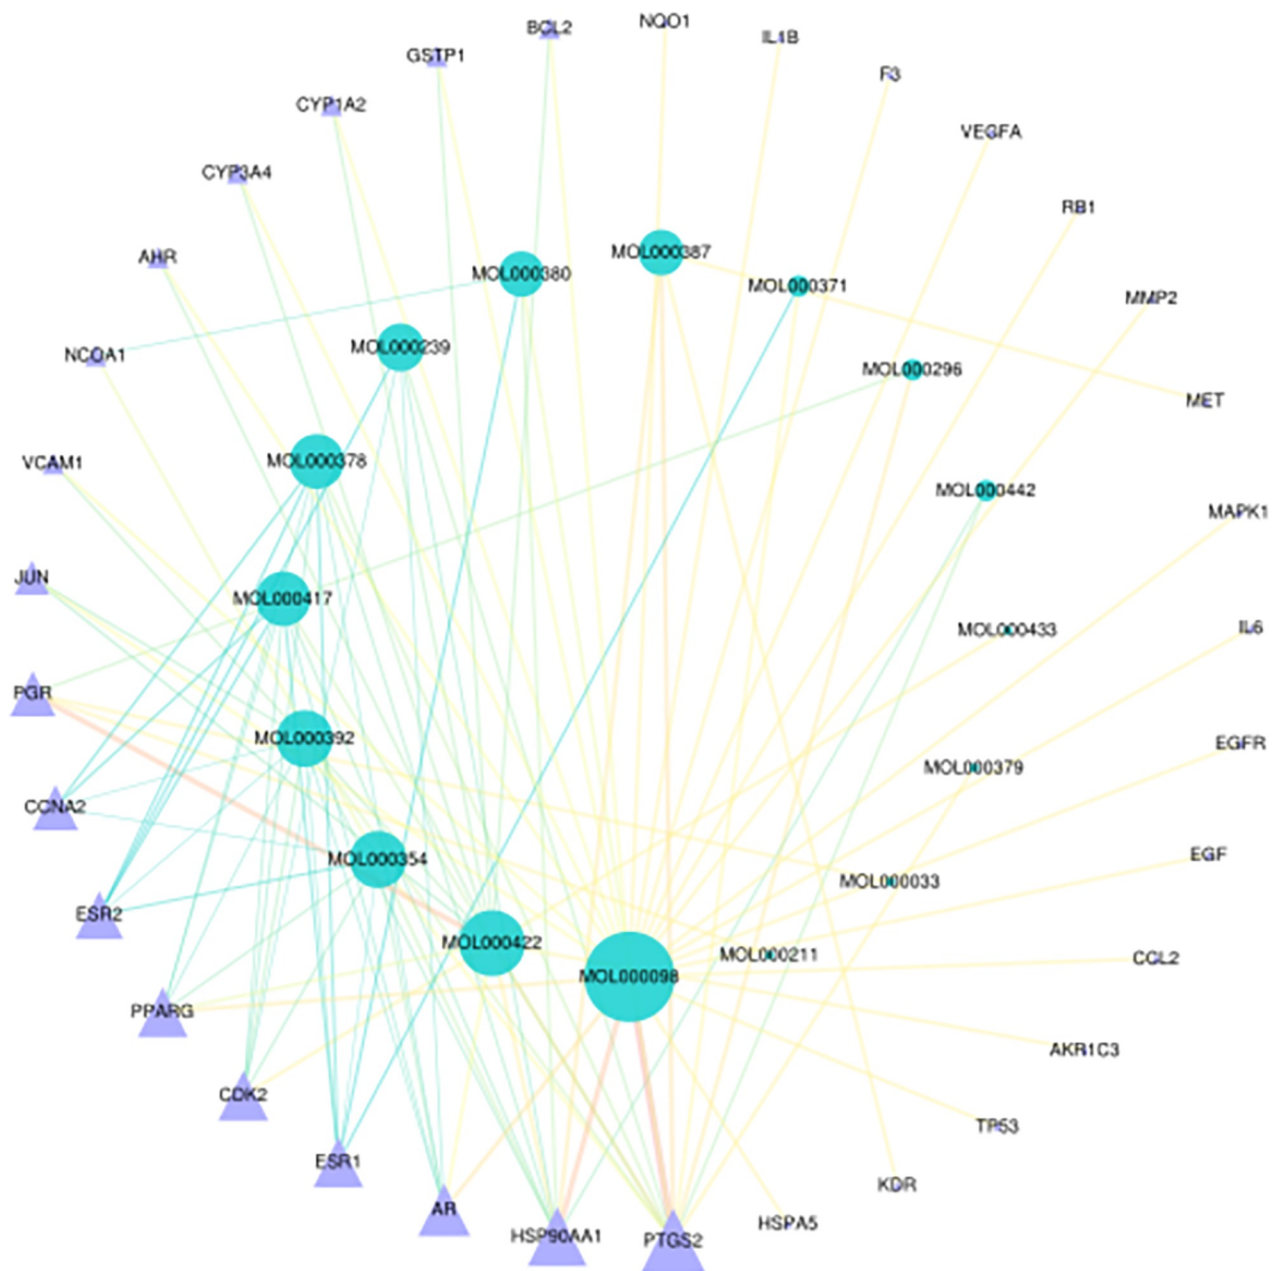 NQO1
BCL2
IL1B
GSTP1
F3
CYP1A2
VEGFA
CYP3A4
RB1
AHR
MOL000387
MOL000380
MOL000371
MMP2
MOL000239
NCOA1
MOL000296
MET
MOL000378
VCAM1
MOL000442
MAPK1
JUN
MOL000417
MOL000433
IL6
PGR
MOL000392
EGFR
MOL000379
CCNA2
MOL000354
EGF
MOL000033
ESR2
MOL000422
MOL000211
CCL2
MOL000098
PPARG
AKR1C3
CDK2
TP53
ESR1
KDR
AR
HSPA5
HSP90AA1
PTGS2